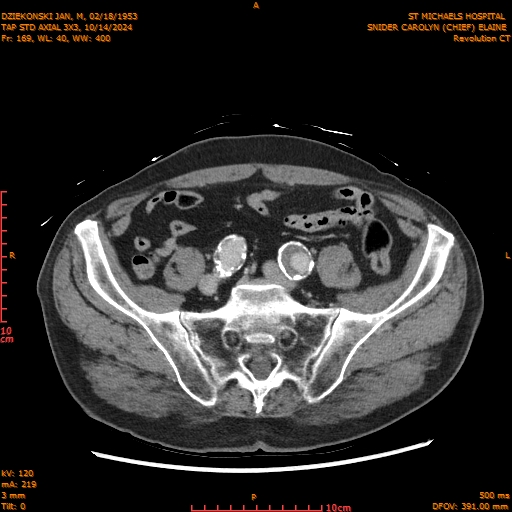 DZIEKONSKI JAN, M, 02/18/1953
TAP STD AXIAL 3X3, 10/14/2024
Fr: 169, WL: 40, WW: 400
A
ST MICHAELS HOSPITAL
SNIDER CAROLYN (CHIEF) ELAINE
Revolution CT
R
L
10
cm
kV: 120
mA: 219
3 mm
Tilt: 0
P
10cm
500 ms
DFOV: 391.00 mm